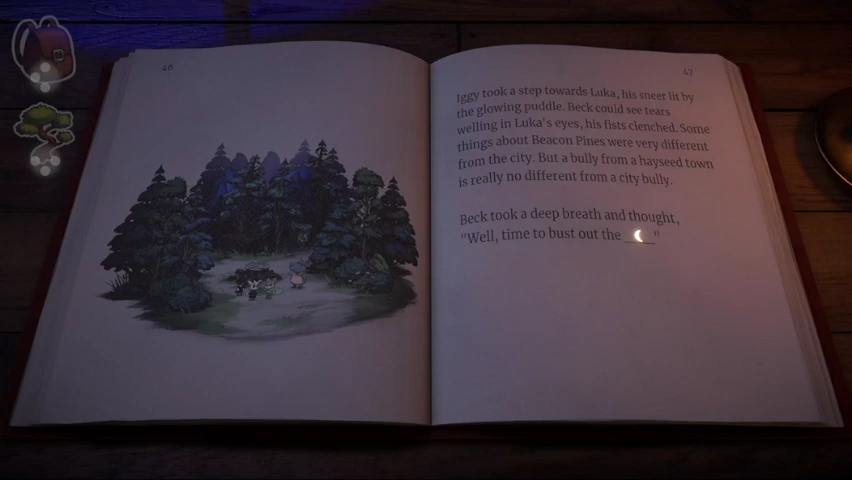 46
47
Iggy took a step towards Luka, his sneer lit by
the glowing puddle. Beck could see tears
welling in Luka's eyes, his fists clenched. Some
things about Beacon Pines were very different
from the city. But a bully from a hayseed town
is really no different from a city bully.
Beck took a deep breath and thought,
"Well, time to bust out the ____"